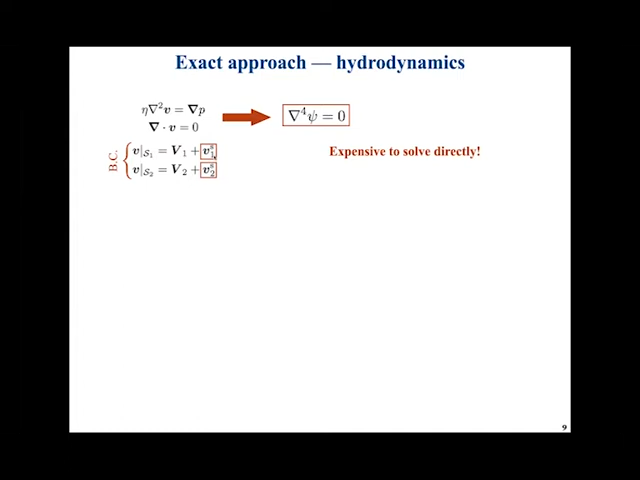 Exact approach — hydrodynamics
η∇²v = ∇p
∇ · v = 0
∇⁴ψ = 0
B.C.
v|_{S₁} = V₁ + v₁ˢ
v|_{S₂} = V₂ + v₂ˢ
Expensive to solve directly!
9